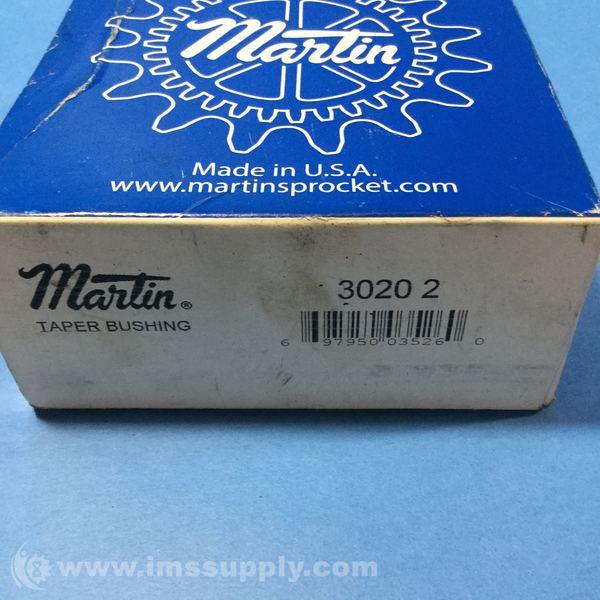 Martin
Made in U.S.A.
www.martinsprocket.com
Martin®
TAPER BUSHING
3020 2
6 97950 03526 0
www.imssupply.com